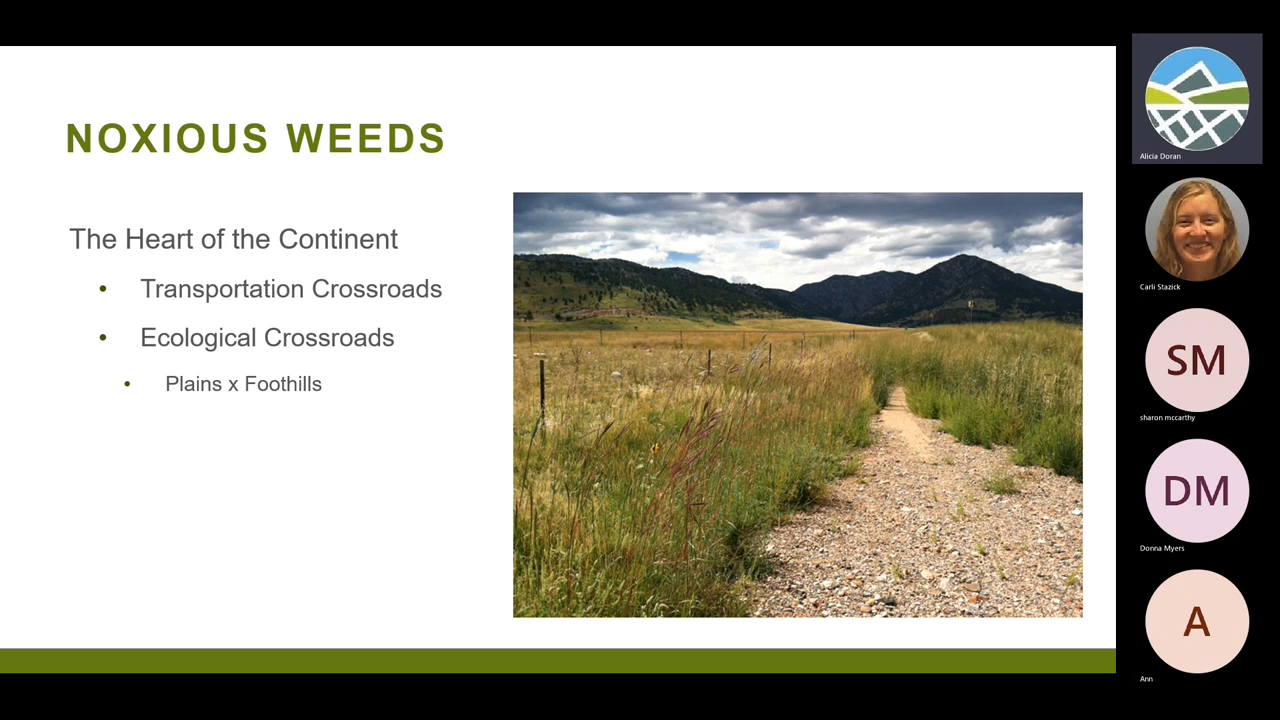 NOXIOUS WEEDS
The Heart of the Continent
• Transportation Crossroads
• Ecological Crossroads
• Plains x Foothills
Alicia Doran
Carli Stazick
SM
sharon mccarthy
DM
Donna Myers
A
Ann